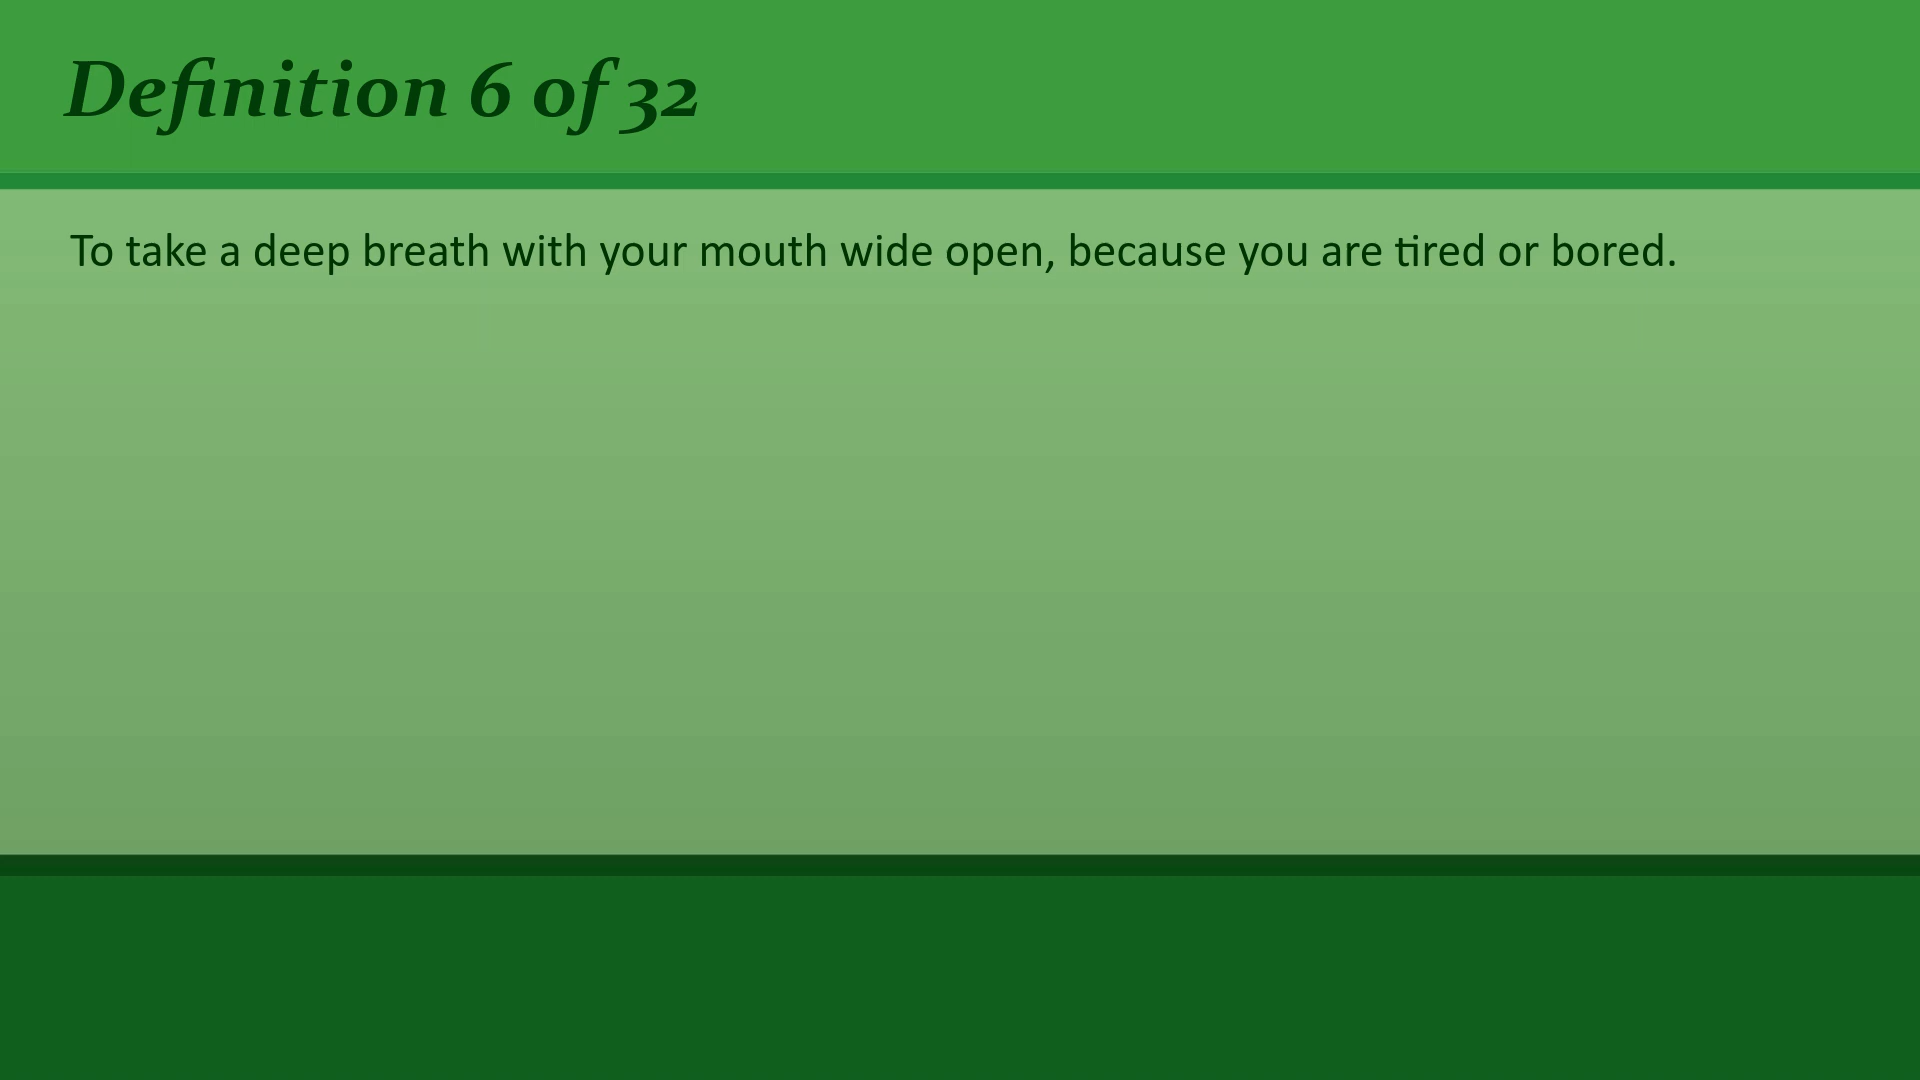 Definition 6 of 32
To take a deep breath with your mouth wide open, because you are tired or bored.